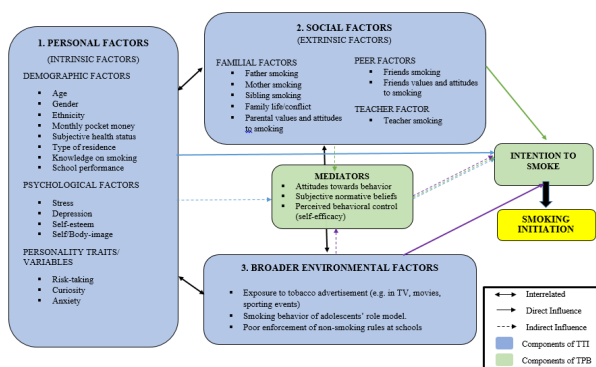 1. PERSONAL FACTORS
(INTRINSIC FACTORS)
DEMOGRAPHIC FACTORS
Age
Gender
Ethnicity
Monthly pocket money
Subjective health status
Type of residence
Knowledge on smoking
School performance
PSYCHOLOGICAL FACTORS
Stress
Depression
Self-esteem
Self/Body-image
PERSONALITY TRAITS/
VARIABLES
Risk-taking
Curiosity
Anxiety
2. SOCIAL FACTORS
(EXTRINSIC FACTORS)
FAMILIAL FACTORS
Father smoking
Mother smoking
Sibling smoking
Family life/conflict
Parental values and attitudes
to smoking
PEER FACTORS
Friends smoking
Friends values and attitudes
to smoking
TEACHER FACTOR
Teacher smoking
MEDIATORS
Attitudes towards behavior
Subjective normative beliefs
Perceived behavioral control
(self-efficacy)
INTENTION TO
SMOKE
SMOKING
INITIATION
3. BROADER ENVIRONMENTAL FACTORS
Exposure to tobacco advertisement (e.g. in TV, movies,
sporting events)
Smoking behavior of adolescents' role model.
Poor enforcement of non-smoking rules at schools
Interrelated
Direct Influence
Indirect Influence
Components of TTI
Components of TPB